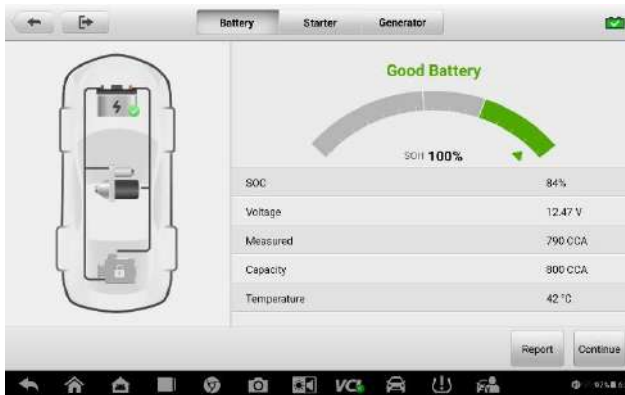 Battery Starter Generator
Good Battery
SOH 100%
SOC 84%
Voltage 12.47 V
Measured 790 CCA
Capacity 800 CCA
Temperature 42 °C
Report Continue
VCI